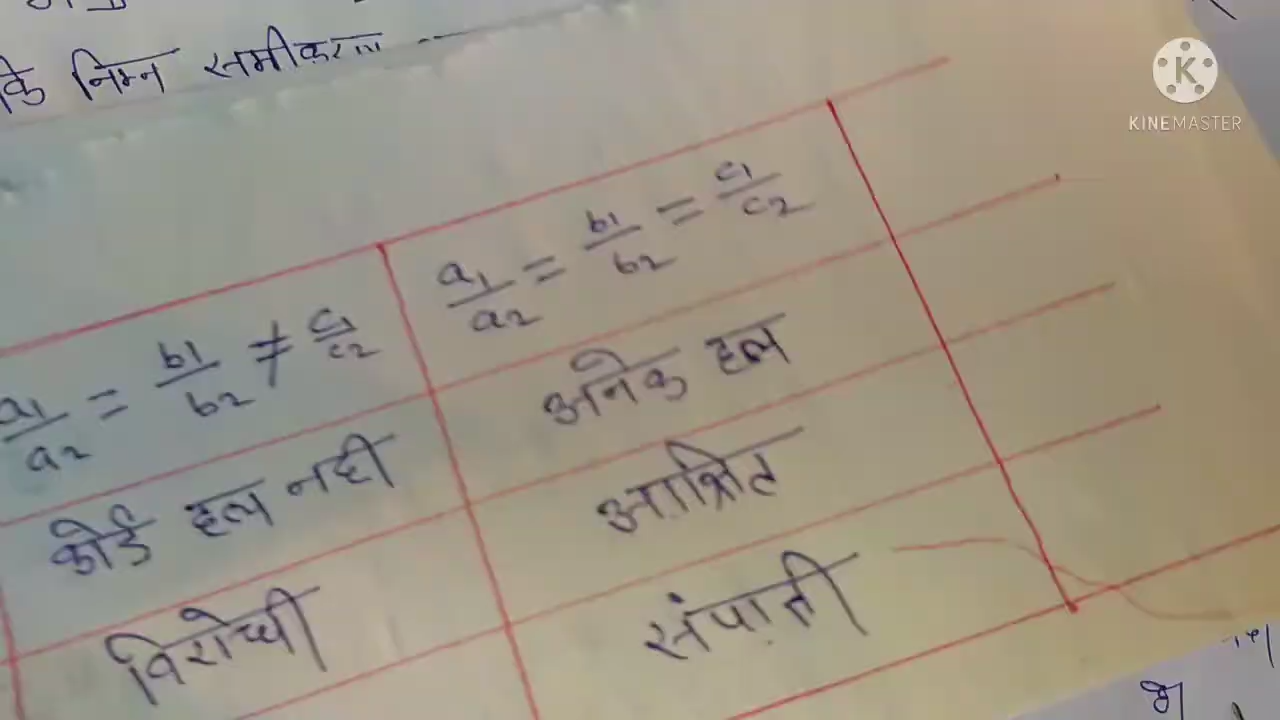 कि निम्न समीकरण ---
KINEMASTER
a1/a2 = b1/b2 ≠ c1/c2
a1/a2 = b1/b2 = c1/c2
कोई हल नही
अनेक हल
विरोधी
आश्रित
संपाती